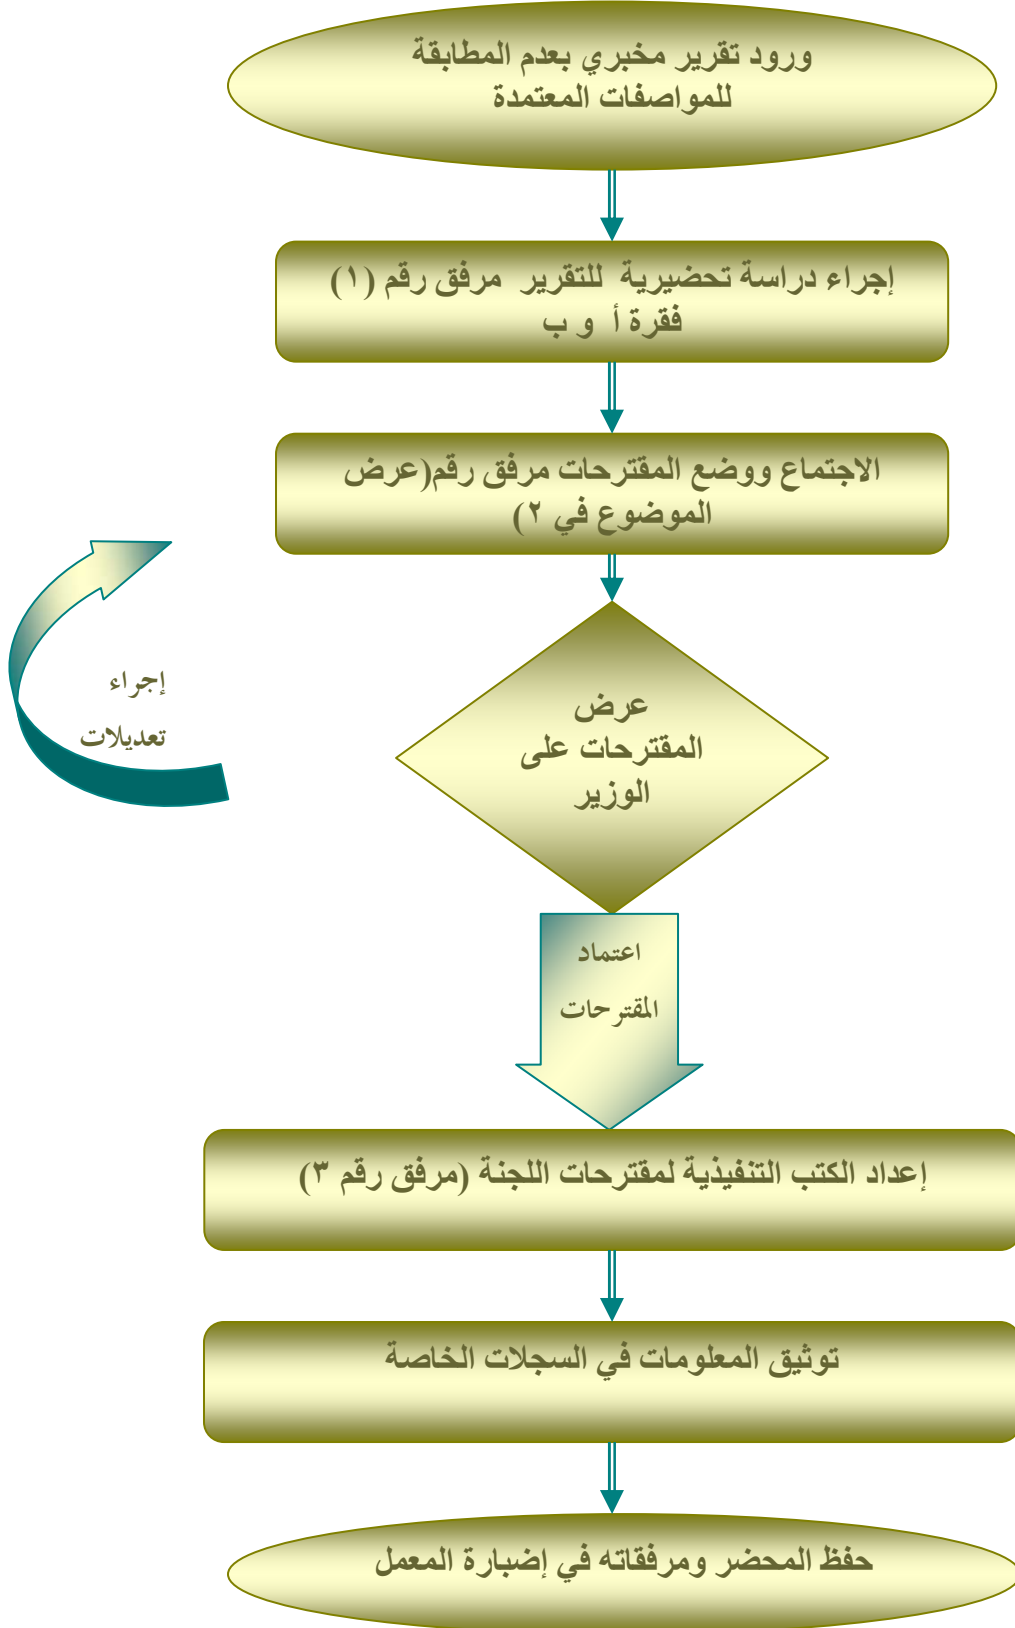 ورود تقرير مخبري بعدم المطابقة
للمواصفات المعتمدة
إجراء دراسة تحضيرية للتقرير مرفق رقم (١)
فقرة أ و ب
الاجتماع ووضع المقترحات مرفق رقم(عرض
الموضوع في ٢)
إجراء
تعديلات
عرض
المقترحات على
الوزير
اعتماد
المقترحات
إعداد الكتب التنفيذية لمقترحات اللجنة (مرفق رقم ٣)
توثيق المعلومات في السجلات الخاصة
حفظ المحضر ومرفقاته في إضبارة المعمل